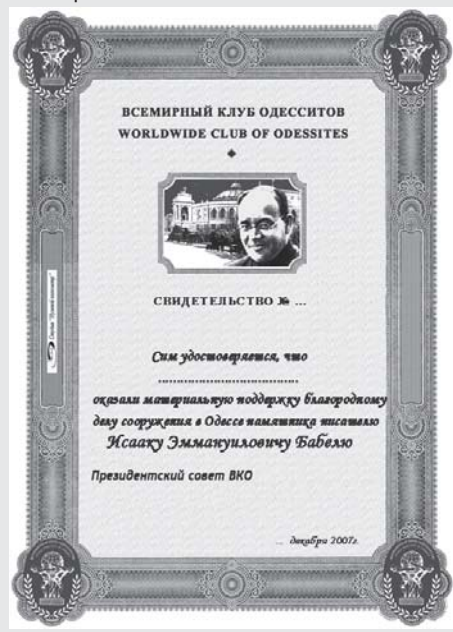 ВСЕМИРНЫЙ КЛУБ ОДЕССИТОВ
WORLDWIDE CLUB OF ODESSITES
СВИДЕТЕЛЬСТВО № ...
Сим удостоверяется, что
......................................
оказали материальную поддержку благородному
делу сооружения в Одессе памятника писателю
Исааку Эммануиловичу Бабелю
Президентский совет ВКО
... декабря 2007г.